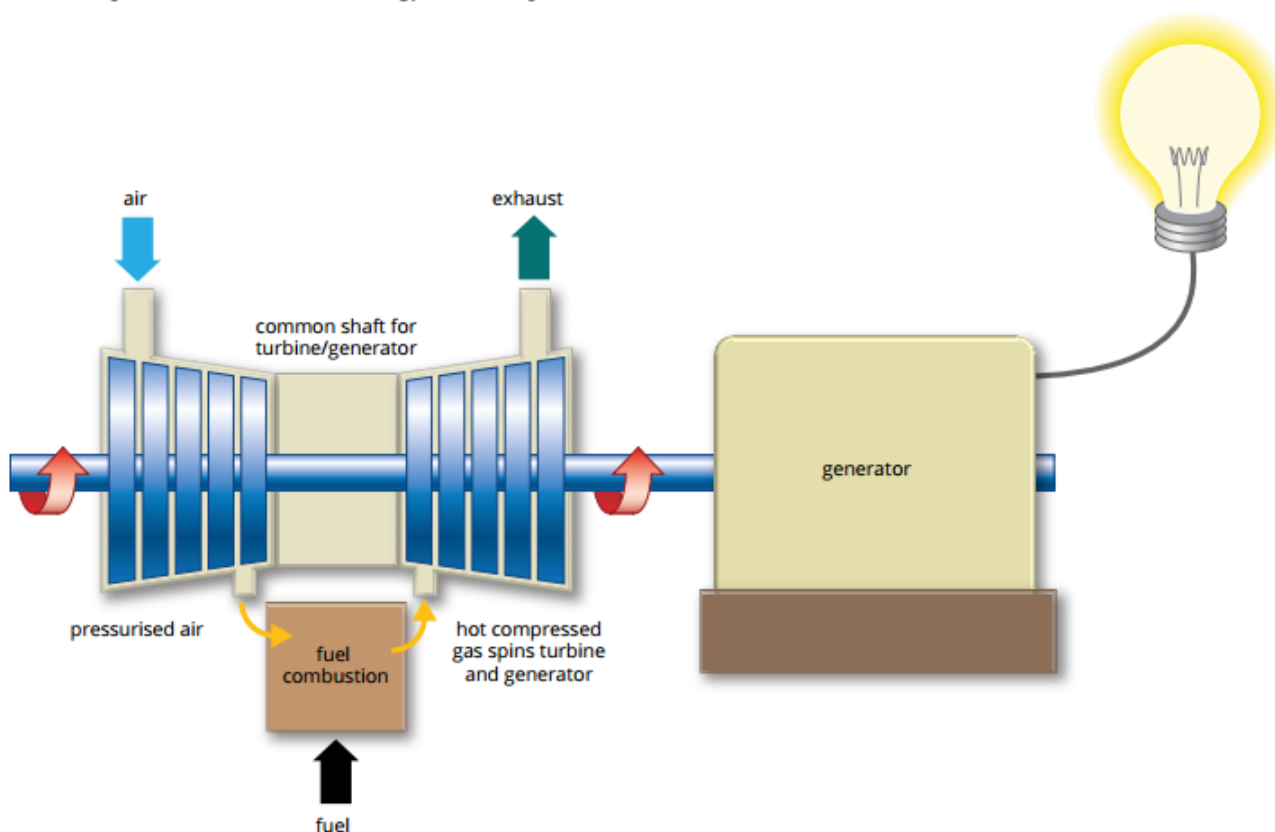 air
exhaust
common shaft for
turbine/generator
generator
pressurised air
fuel
combustion
hot compressed
gas spins turbine
and generator
fuel